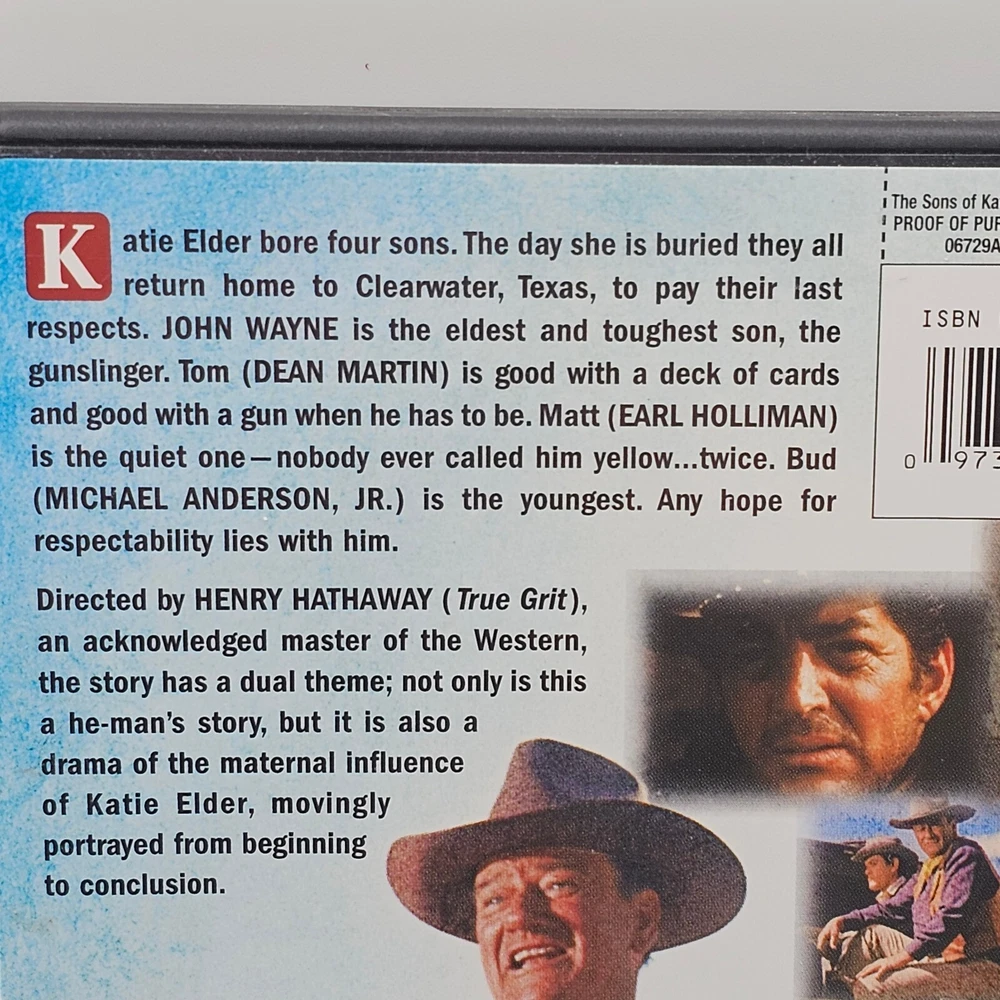 Katie Elder bore four sons. The day she is buried they all
return home to Clearwater, Texas, to pay their last
respects. JOHN WAYNE is the eldest and toughest son, the
gunslinger. Tom (DEAN MARTIN) is good with a deck of cards
and good with a gun when he has to be. Matt (EARL HOLLIMAN)
is the quiet one—nobody ever called him yellow...twice. Bud
(MICHAEL ANDERSON, JR.) is the youngest. Any hope for
respectability lies with him.
Directed by HENRY HATHAWAY (True Grit),
an acknowledged master of the Western,
the story has a dual theme; not only is this
a he-man's story, but it is also a
drama of the maternal influence
of Katie Elder, movingly
portrayed from beginning
to conclusion.
The Sons of Ka
PROOF OF PUR
06729A
ISBN
0 973